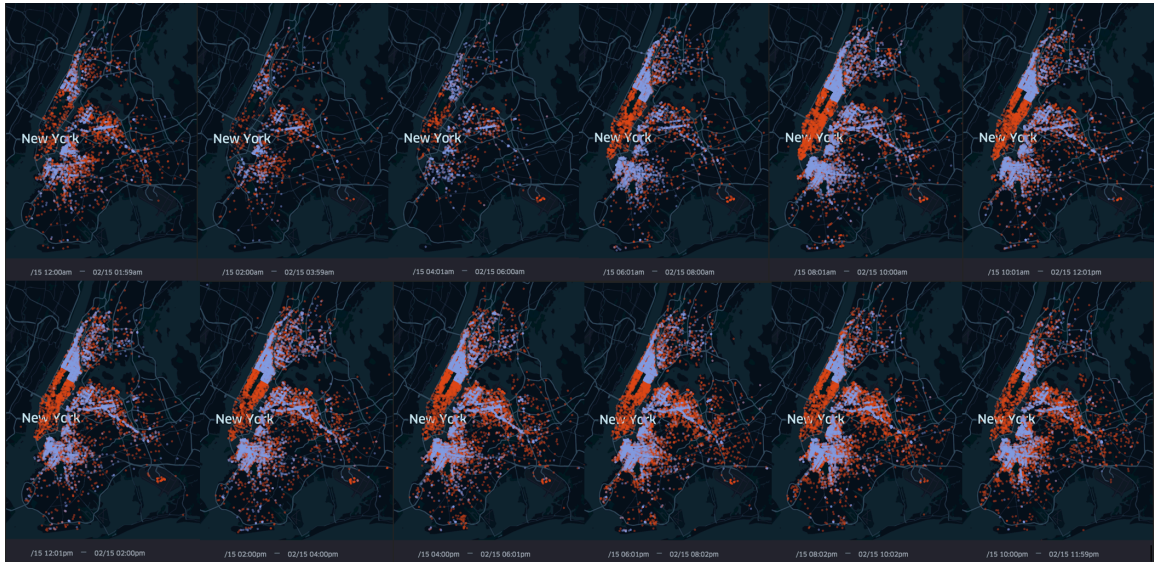 New York New York New York New York New York New York
/15 12:00am — 02/15 01:59am /15 02:00am — 02/15 03:59am /15 04:01am — 02/15 06:00am /15 06:01am — 02/15 08:00am /15 08:01am — 02/15 10:00am /15 10:01am — 02/15 12:01pm
New York New York New York New York New York New York
/15 12:01pm — 02/15 02:00pm /15 02:00pm — 02/15 04:00pm /15 04:00pm — 02/15 06:01pm /15 06:01pm — 02/15 08:02pm /15 08:02pm — 02/15 10:02pm /15 10:00pm — 02/15 11:59pm